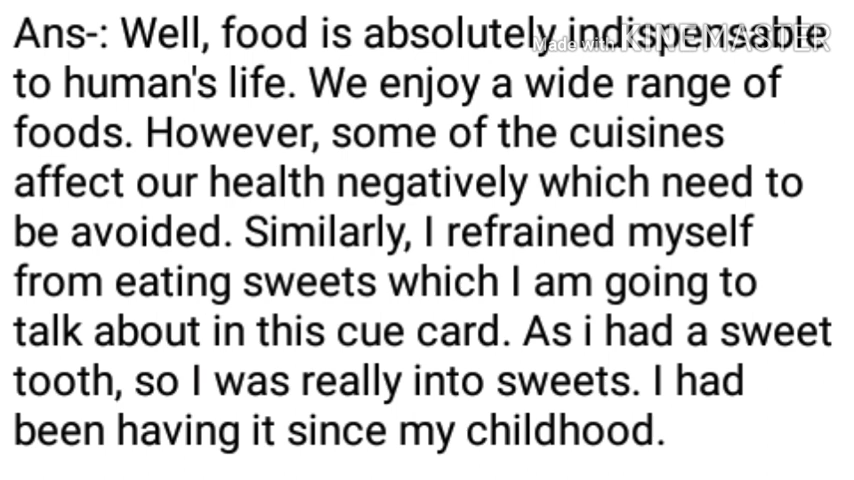 Ans-: Well, food is absolutely indispensable
Made with KINEMASTER
to human's life. We enjoy a wide range of
foods. However, some of the cuisines
affect our health negatively which need to
be avoided. Similarly, I refrained myself
from eating sweets which I am going to
talk about in this cue card. As i had a sweet
tooth, so I was really into sweets. I had
been having it since my childhood.